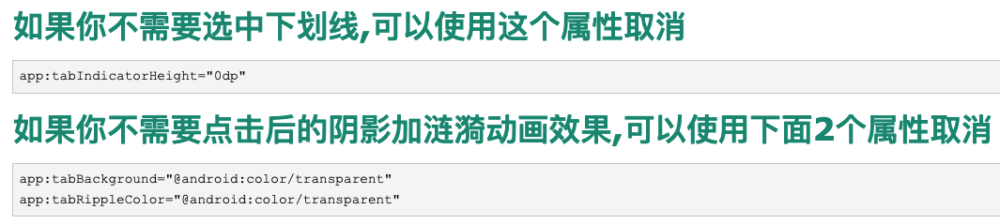 如果你不需要选中下划线,可以使用这个属性取消
app:tabIndicatorHeight="0dp"
如果你不需要点击后的阴影加涟漪动画效果,可以使用下面2个属性取消
app:tabBackground="@android:color/transparent"
app:tabRippleColor="@android:color/transparent"